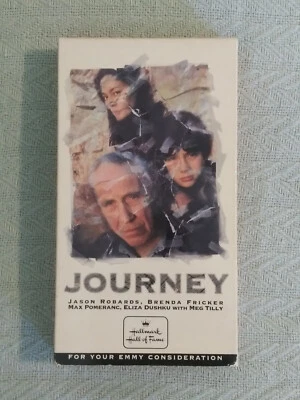 JOURNEY
JASON ROBARDS, BRENDA FRICKER
MAX POMERANC, ELIZA DUSHKU WITH MEG TILLY
Hallmark
Hall of Fame
FOR YOUR EMMY CONSIDERATION